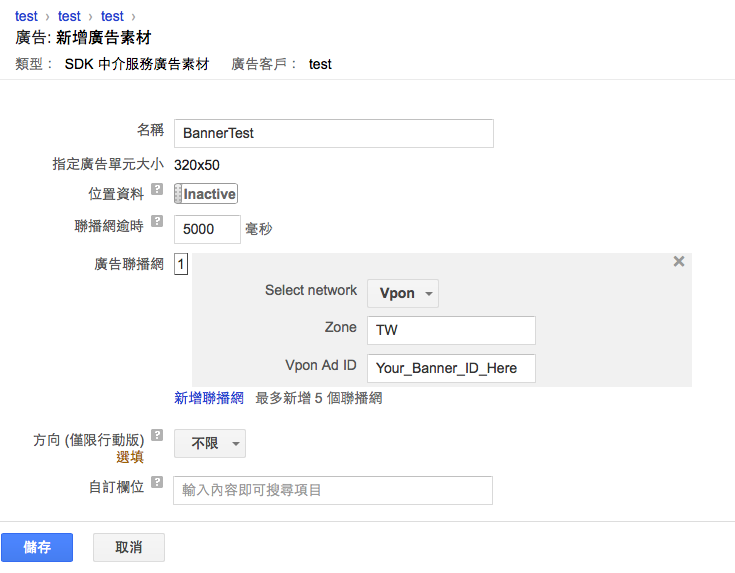 test › test › test ›
廣告: 新增廣告素材
類型： SDK 中介服務廣告素材 廣告客戶： test
名稱 BannerTest
指定廣告單元大小 320x50
位置資料 ? Inactive
聯播網逾時 ? 5000 毫秒
廣告聯播網 1 ×
Select network Vpon
Zone TW
Vpon Ad ID Your_Banner_ID_Here
新增聯播網 最多新增 5 個聯播網
方向 (僅限行動版) ? 不限
選填
自訂欄位 ? 輸入內容即可搜尋項目
儲存 取消